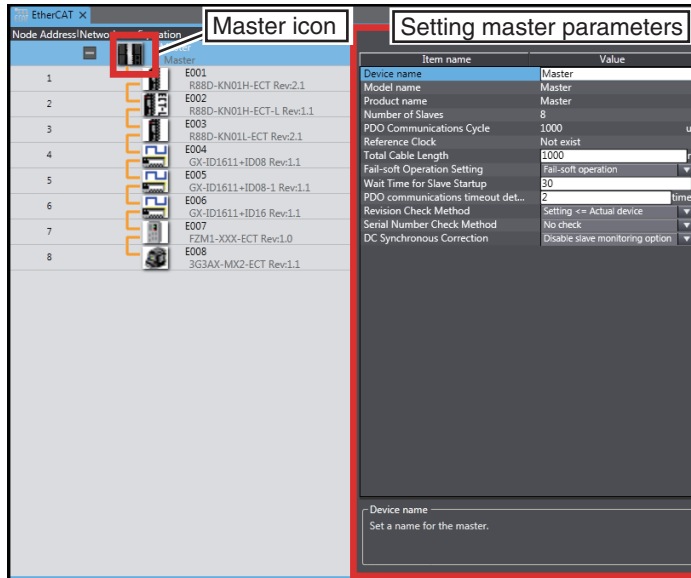 EtherCAT ×
Master icon
Setting master parameters
Node Address|Network
ation
Master
1
E001
R88D-KN01H-ECT Rev:2.1
2
E002
R88D-KN01H-ECT-L Rev:1.1
3
E003
R88D-KN01L-ECT Rev:2.1
4
E004
GX-ID1611+ID08 Rev:1.1
5
E005
GX-ID1611+ID08-1 Rev:1.1
6
E006
GX-ID1611+ID16 Rev:1.1
7
E007
FZM1-XXX-ECT Rev:1.0
8
E008
3G3AX-MX2-ECT Rev:1.1
Item name Value
Device name Master
Model name Master
Product name Master
Number of Slaves 8
PDO Communications Cycle 1000 u
Reference Clock Not exist
Total Cable Length 1000
Fail-soft Operation Setting Fail-soft operation
Wait Time for Slave Startup 30
PDO communications timeout det... 2 time
Revision Check Method Setting <= Actual device
Serial Number Check Method No check
DC Synchronous Correction Disable slave monitoring option
Device name
Set a name for the master.